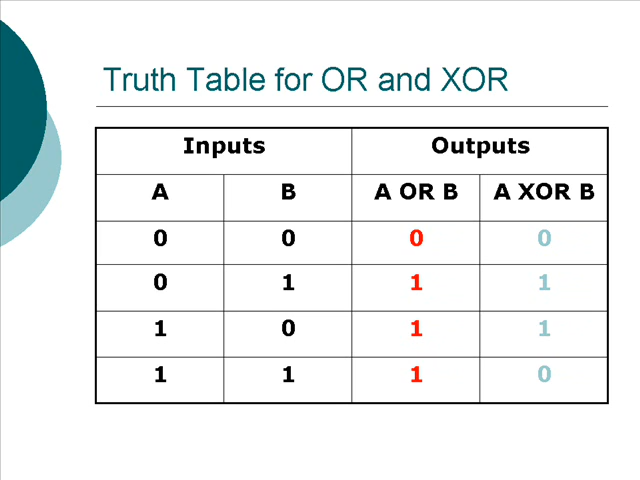 Truth Table for OR and XOR
Inputs Outputs
A B A OR B A XOR B
0 0 0 0
0 1 1 1
1 0 1 1
1 1 1 0